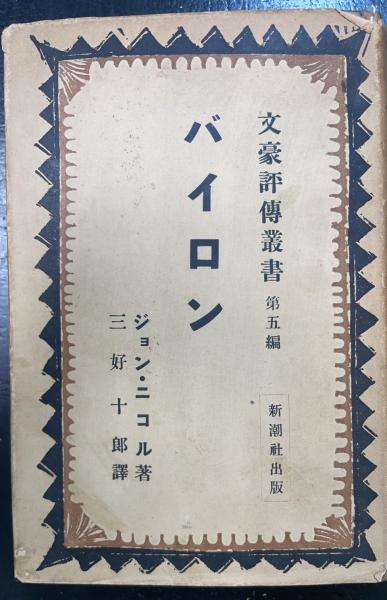 文豪評傳叢書 第五編
バイロン
ジョン・ニコル著
三好十郎譯
新潮社出版